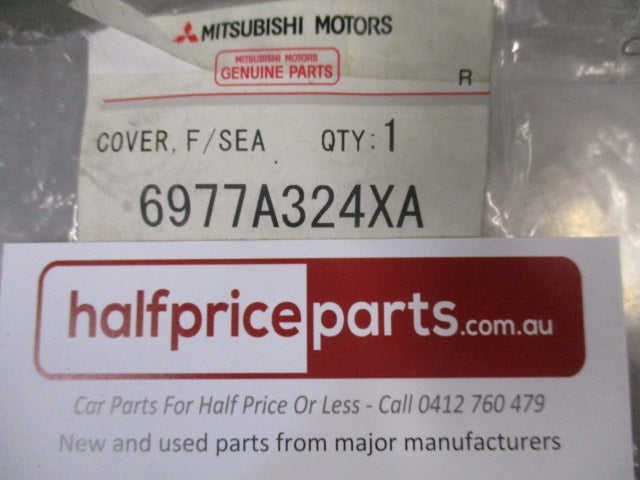 MITSUBISHI MOTORS
MITSUBISHI MOTORS
GENUINE PARTS
R
COVER, F/SEA QTY: 1
6977A324XA
halfpriceparts.com.au
Car Parts For Half Price Or Less - Call 0412 760 479
New and used parts from major manufacturers